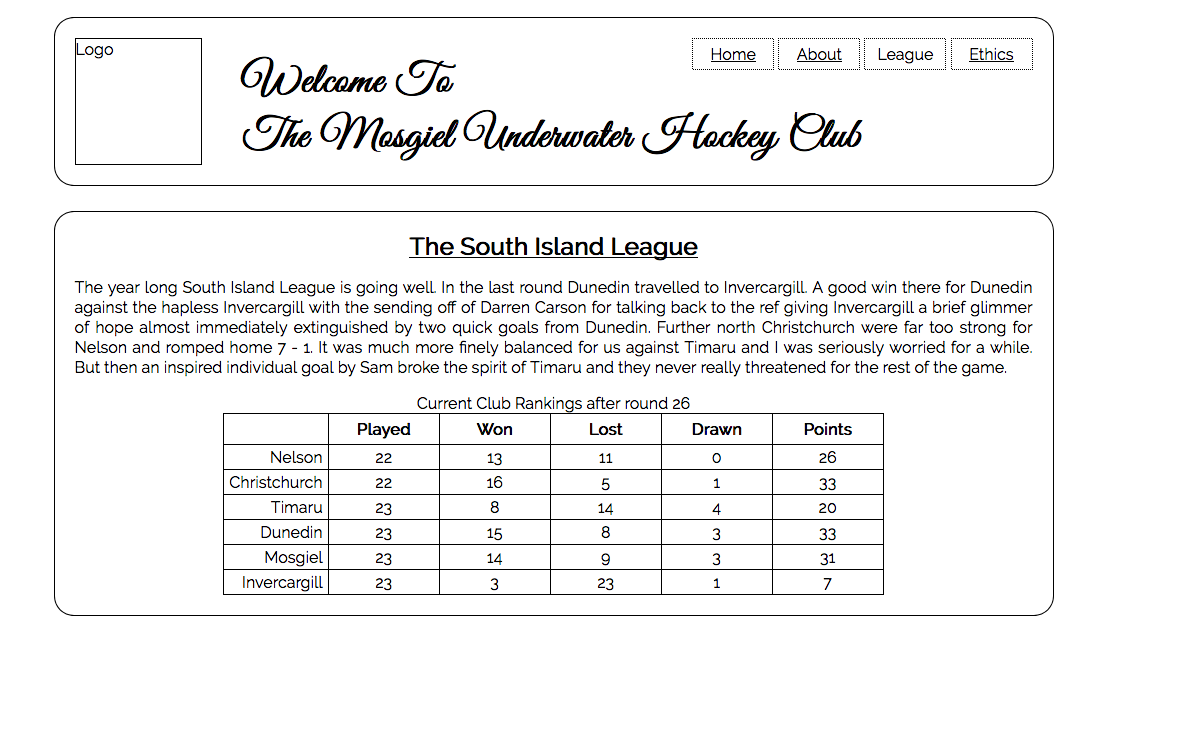 Logo
Home About League Ethics
Welcome To
The Mosgiel Underwater Hockey Club
The South Island League
The year long South Island League is going well. In the last round Dunedin travelled to Invercargill. A good win there for Dunedin
against the hapless Invercargill with the sending off of Darren Carson for talking back to the ref giving Invercargill a brief glimmer
of hope almost immediately extinguished by two quick goals from Dunedin. Further north Christchurch were far too strong for
Nelson and romped home 7 - 1. It was much more finely balanced for us against Timaru and I was seriously worried for a while.
But then an inspired individual goal by Sam broke the spirit of Timaru and they never really threatened for the rest of the game.
Current Club Rankings after round 26
Played Won Lost Drawn Points
Nelson 22 13 11 0 26
Christchurch 22 16 5 1 33
Timaru 23 8 14 4 20
Dunedin 23 15 8 3 33
Mosgiel 23 14 9 3 31
Invercargill 23 3 23 1 7